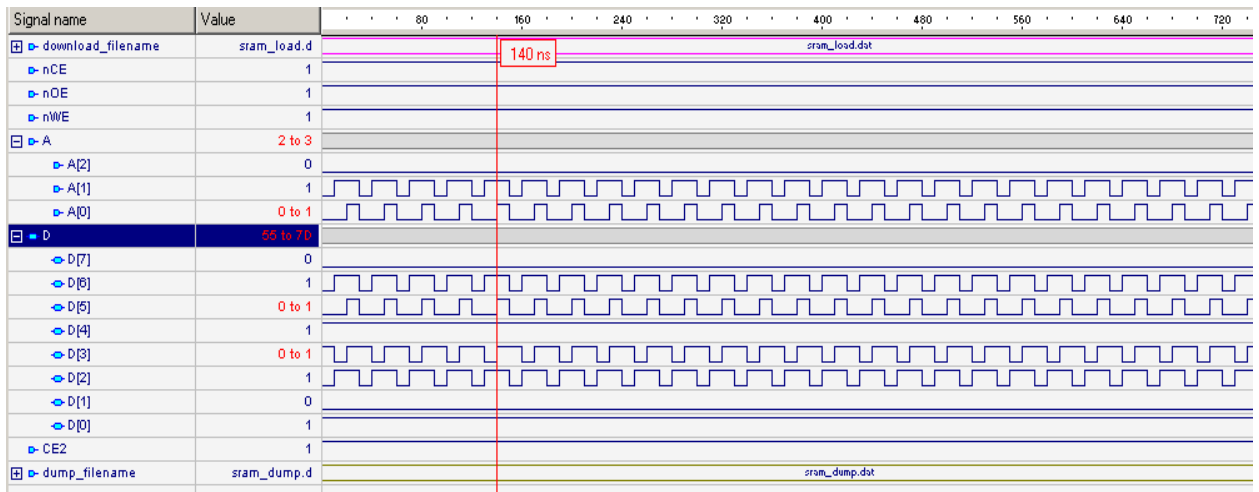 Signal name Value 80 160 240 320 400 480 560 640 720
download_filename sram_load.d sram_load.dat
140 ns
nCE 1
nOE 1
nWE 1
A 2 to 3
A[2] 0
A[1] 1
A[0] 0 to 1
D 55 to 7D
D[7] 0
D[6] 1
D[5] 0 to 1
D[4] 1
D[3] 0 to 1
D[2] 1
D[1] 0
D[0] 1
CE2 1
dump_filename sram_dump.d sram_dump.dat